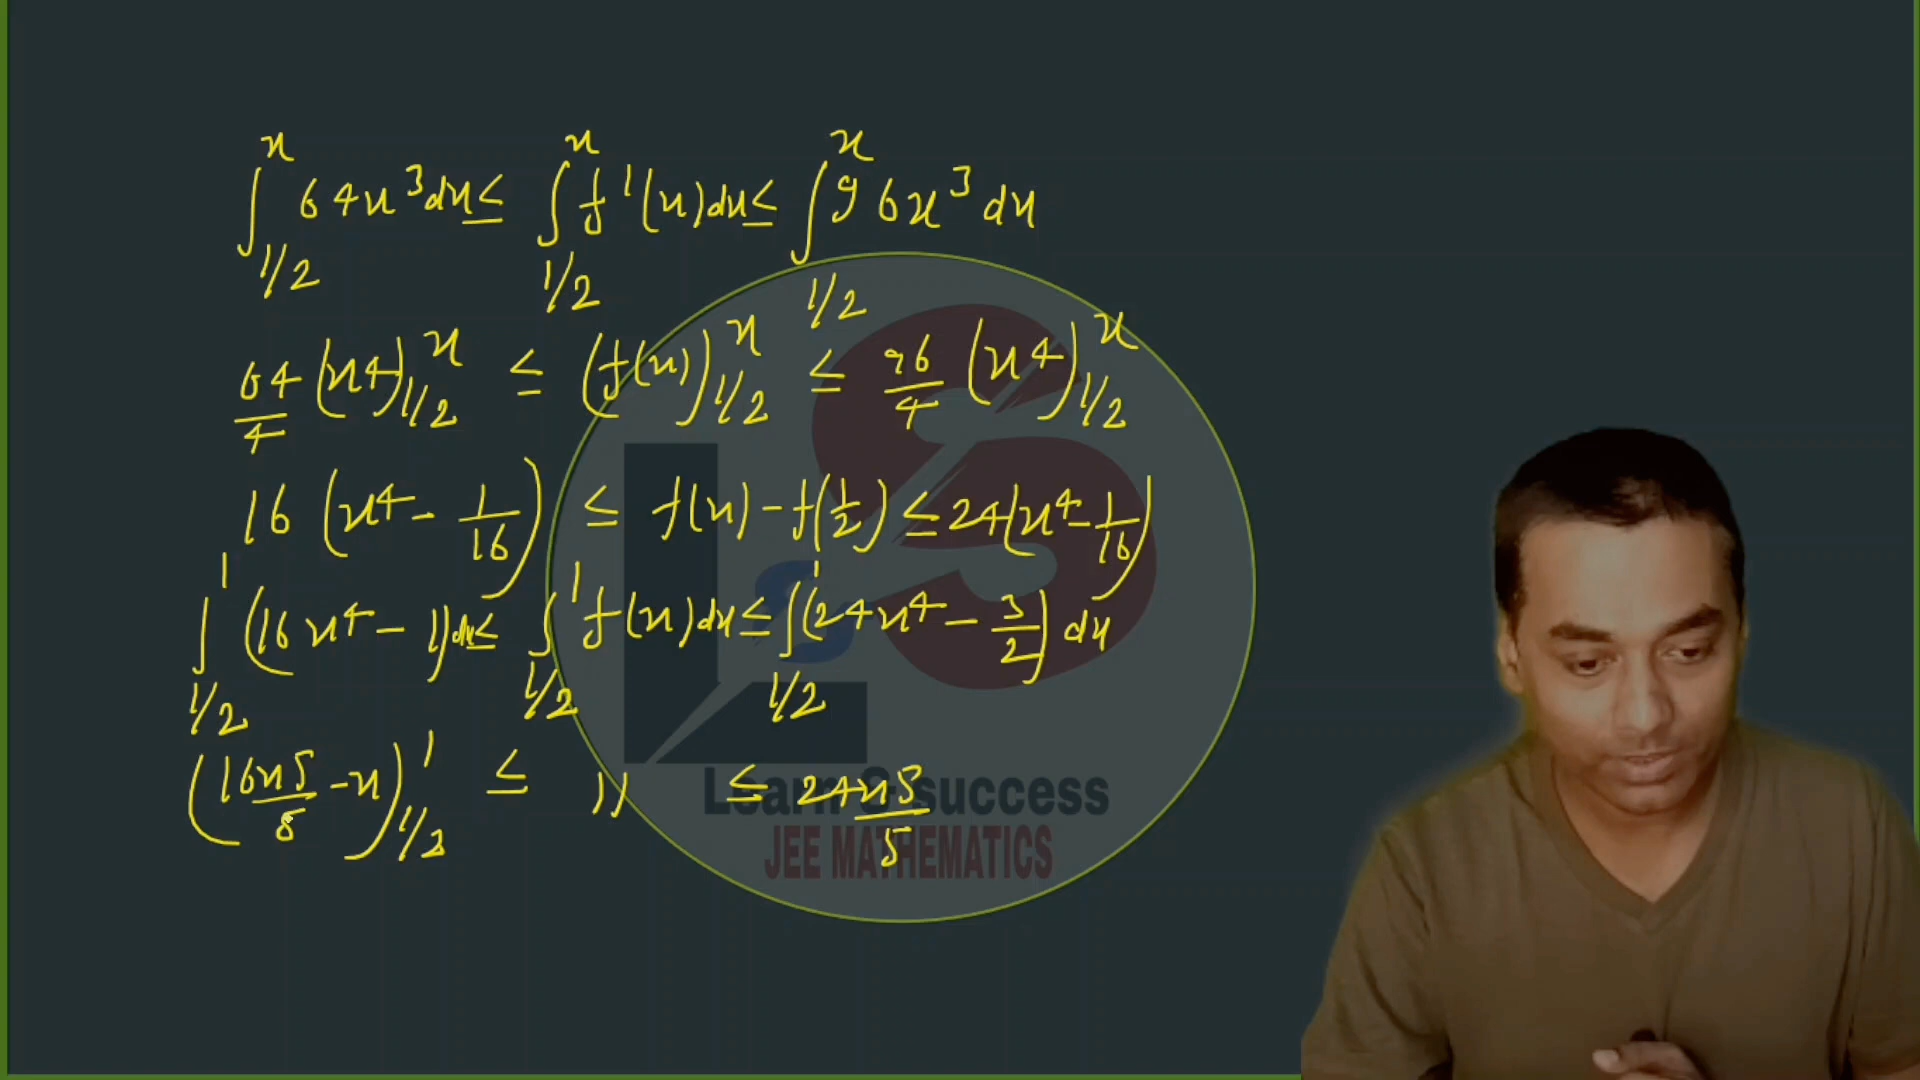 ∫_{1/2}^{x} 64x³dx ≤ ∫_{1/2}^{x} f'(x)dx ≤ ∫_{1/2}^{x} 96x³ dx
64/4 (x4)_{1/2}^{x} ≤ (f(x))_{1/2}^{x} ≤ 96/4 (x4)_{1/2}^{x}
16 (x⁴ - 1/16) ≤ f(x) - f(1/2) ≤ 24(x⁴ - 1/16)
∫_{1/2}^{1} (16x⁴ - 1)dx ≤ ∫_{1/2}^{1} f(x)dx ≤ ∫_{1/2}^{1} (24x⁴ - 3/2) dx
(16x5/5 - x)_{1/2}^{1} ≤ 〃 ≤ 24x5/5
Learn & success
JEE MATHEMATICS